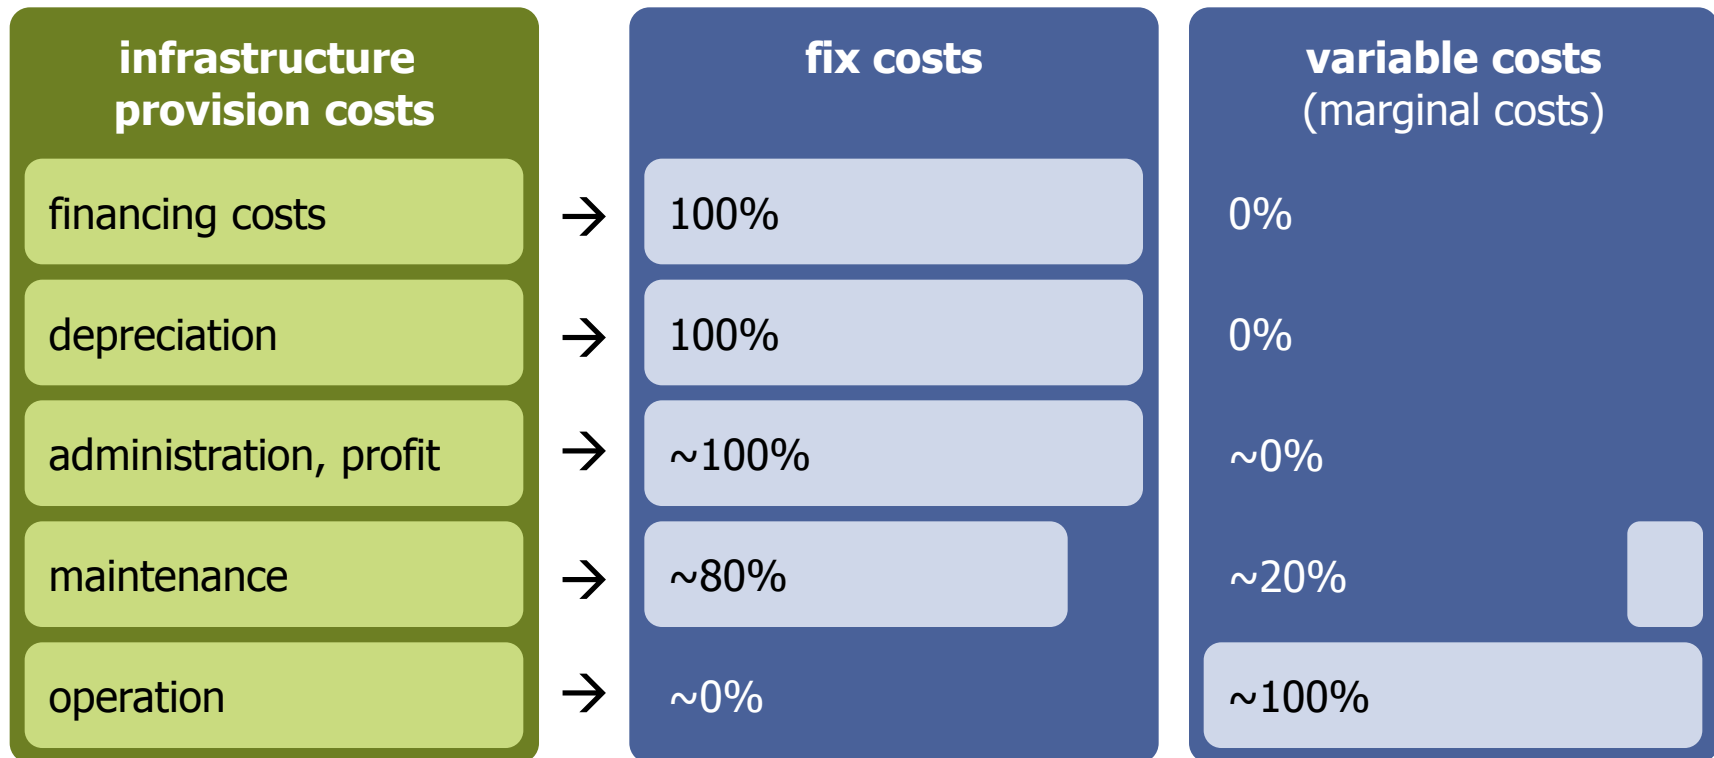 infrastructure
provision costs
fix costs
variable costs
(marginal costs)
financing costs → 100% 0%
depreciation → 100% 0%
administration, profit → ~100% ~0%
maintenance → ~80% ~20%
operation → ~0% ~100%